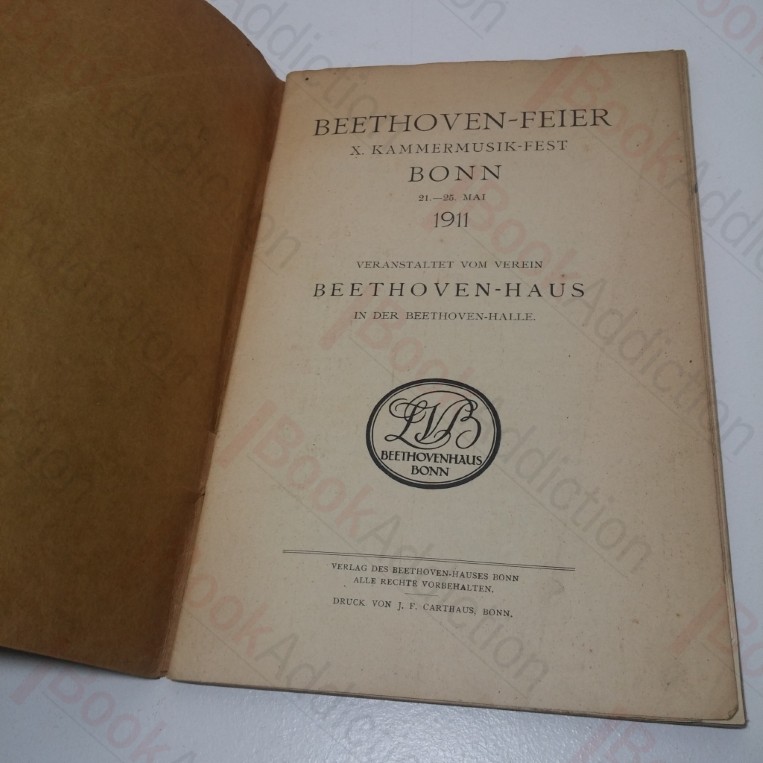 BEETHOVEN-FEIER
X. KAMMERMUSIK-FEST
BONN
21.—25. MAI
1911
VERANSTALTET VOM VEREIN
BEETHOVEN-HAUS
IN DER BEETHOVEN-HALLE.
LVB
BEETHOVENHAUS
BONN
VERLAG DES BEETHOVEN-HAUSES BONN
ALLE RECHTE VORBEHALTEN.
DRUCK VON J. F. CARTHAUS, BONN.
BookAddiction